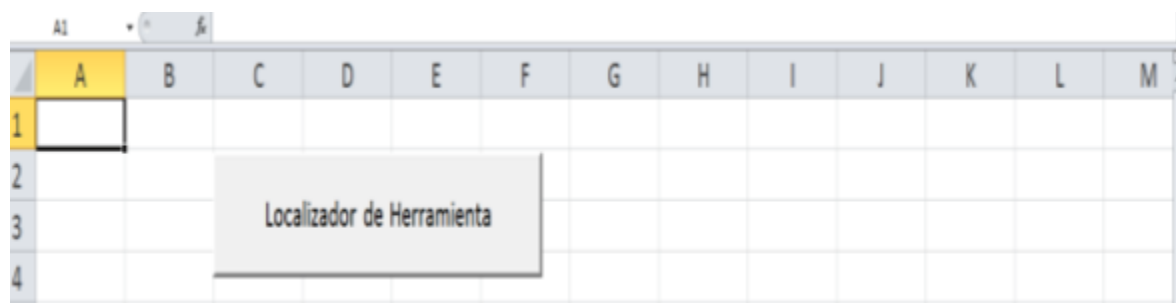 A1 fx
A B C D E F G H I J K L M
1
2
Localizador de Herramienta
3
4